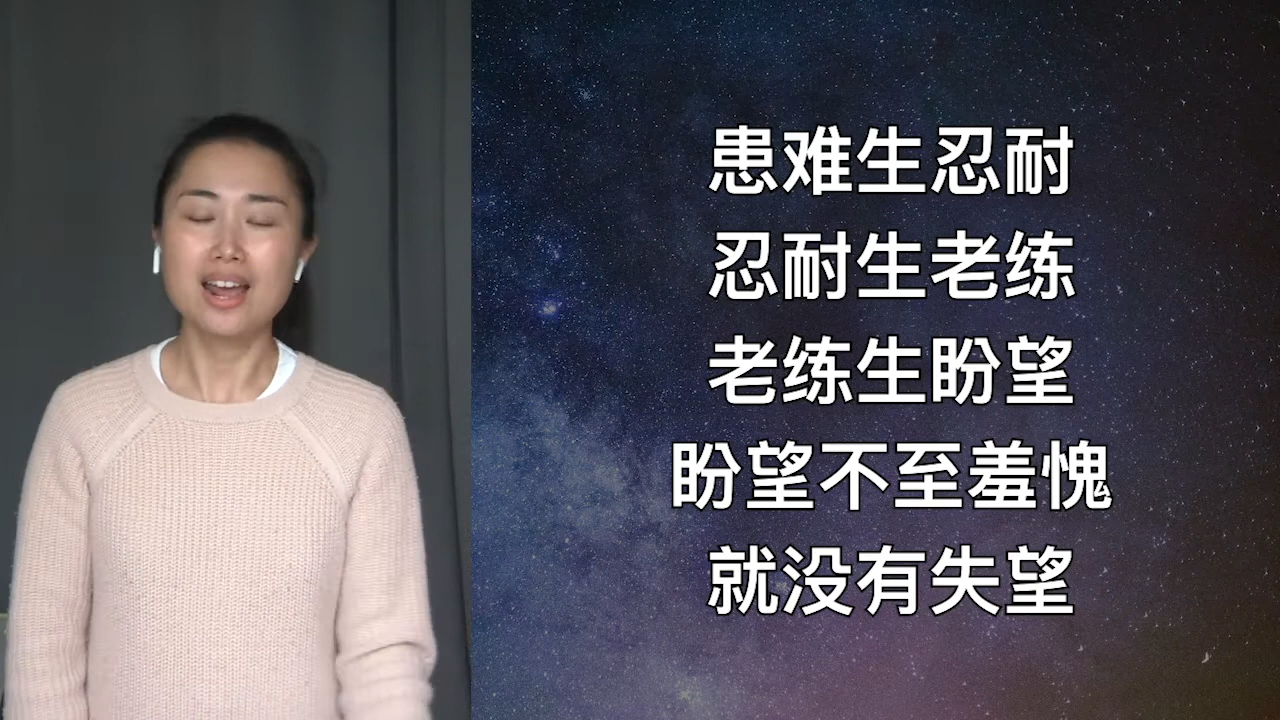 患难生忍耐
忍耐生老练
老练生盼望
盼望不至羞愧
就没有失望